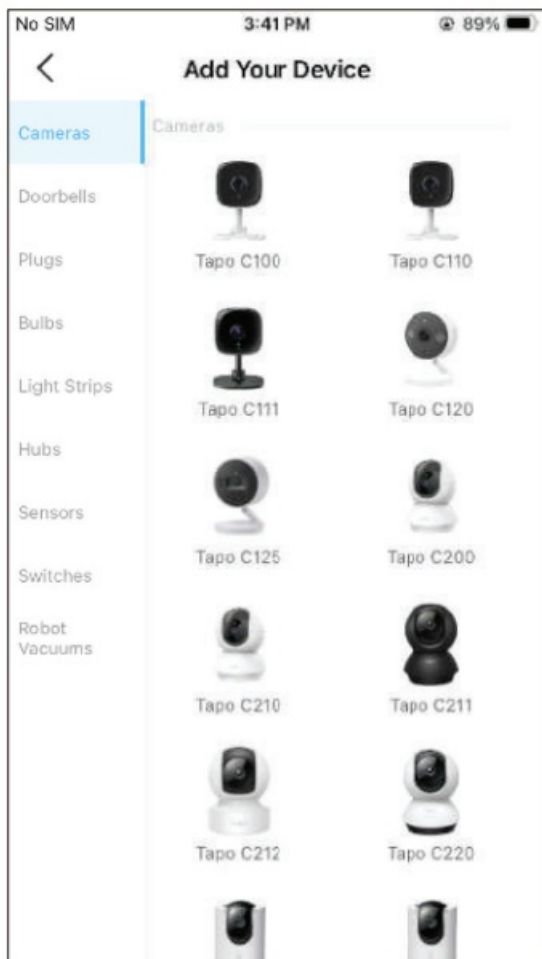 No SIM 3:41 PM 89%
Add Your Device
Cameras
Doorbells
Plugs
Bulbs
Light Strips
Hubs
Sensors
Switches
Robot
Vacuums
Cameras
Tapo C100 Tapo C110
Tapo C111 Tapo C120
Tapo C125 Tapo C200
Tapo C210 Tapo C211
Tapo C212 Tapo C220